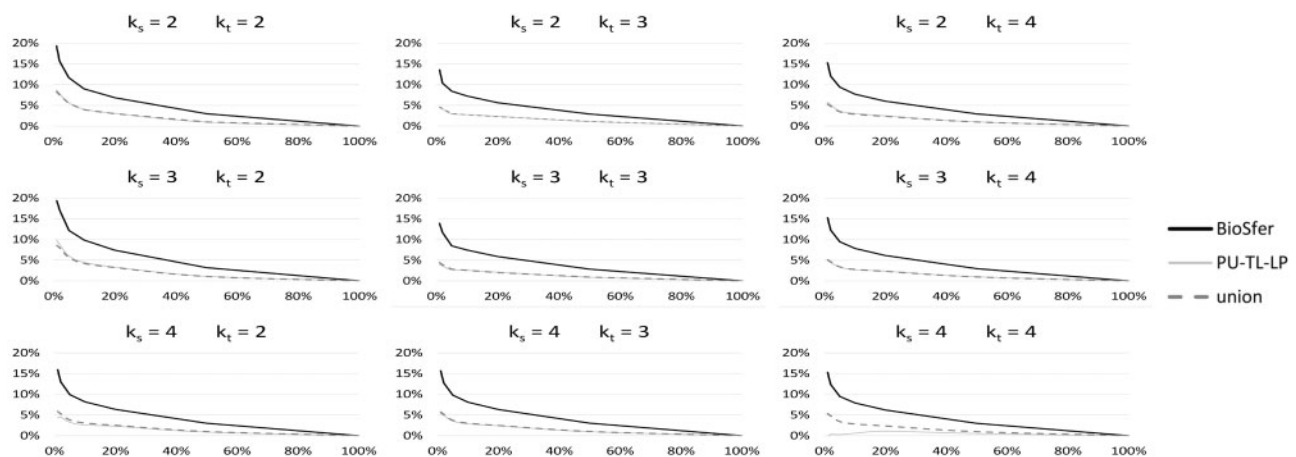 k_s = 2 k_t = 2
20%
15%
10%
5%
0%
0% 20% 40% 60% 80% 100%
k_s = 2 k_t = 3
20%
15%
10%
5%
0%
0% 20% 40% 60% 80% 100%
k_s = 2 k_t = 4
20%
15%
10%
5%
0%
0% 20% 40% 60% 80% 100%
k_s = 3 k_t = 2
20%
15%
10%
5%
0%
0% 20% 40% 60% 80% 100%
k_s = 3 k_t = 3
20%
15%
10%
5%
0%
0% 20% 40% 60% 80% 100%
k_s = 3 k_t = 4
20%
15%
10%
5%
0%
0% 20% 40% 60% 80% 100%
k_s = 4 k_t = 2
20%
15%
10%
5%
0%
0% 20% 40% 60% 80% 100%
k_s = 4 k_t = 3
20%
15%
10%
5%
0%
0% 20% 40% 60% 80% 100%
k_s = 4 k_t = 4
20%
15%
10%
5%
0%
0% 20% 40% 60% 80% 100%
BioSfer
PU-TL-LP
union